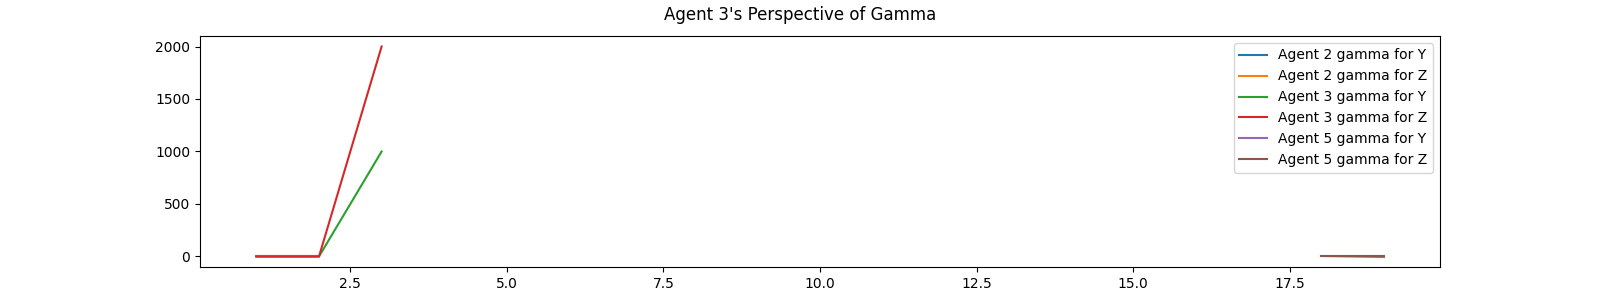 Agent 3's Perspective of Gamma
2000
1500
1000
500
0
2.5
5.0
7.5
10.0
12.5
15.0
17.5
Agent 2 gamma for Y
Agent 2 gamma for Z
Agent 3 gamma for Y
Agent 3 gamma for Z
Agent 5 gamma for Y
Agent 5 gamma for Z